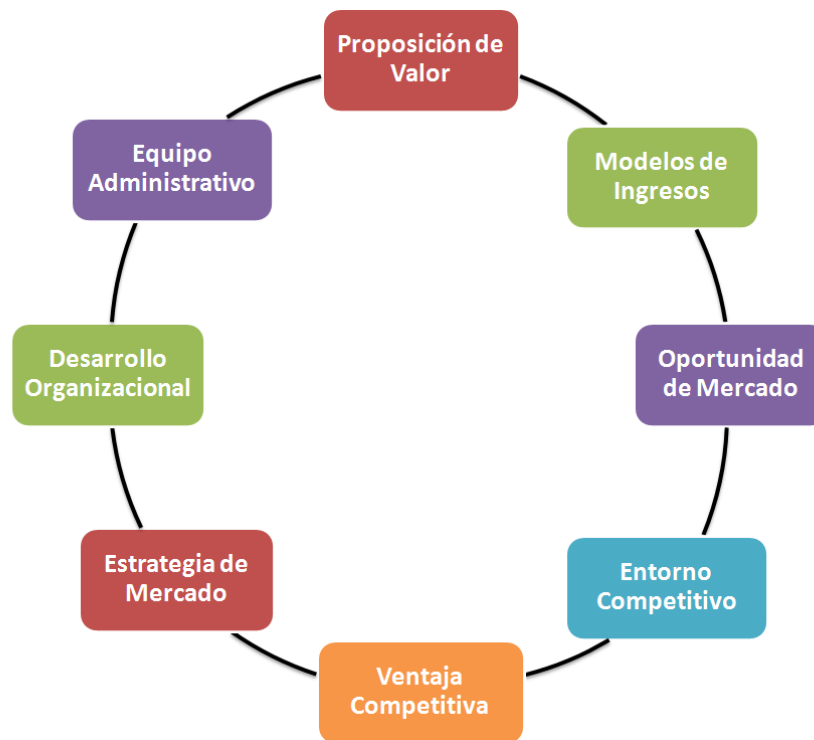 Proposición de
Valor
Modelos de
Ingresos
Oportunidad
de Mercado
Entorno
Competitivo
Ventaja
Competitiva
Estrategia de
Mercado
Desarrollo
Organizacional
Equipo
Administrativo